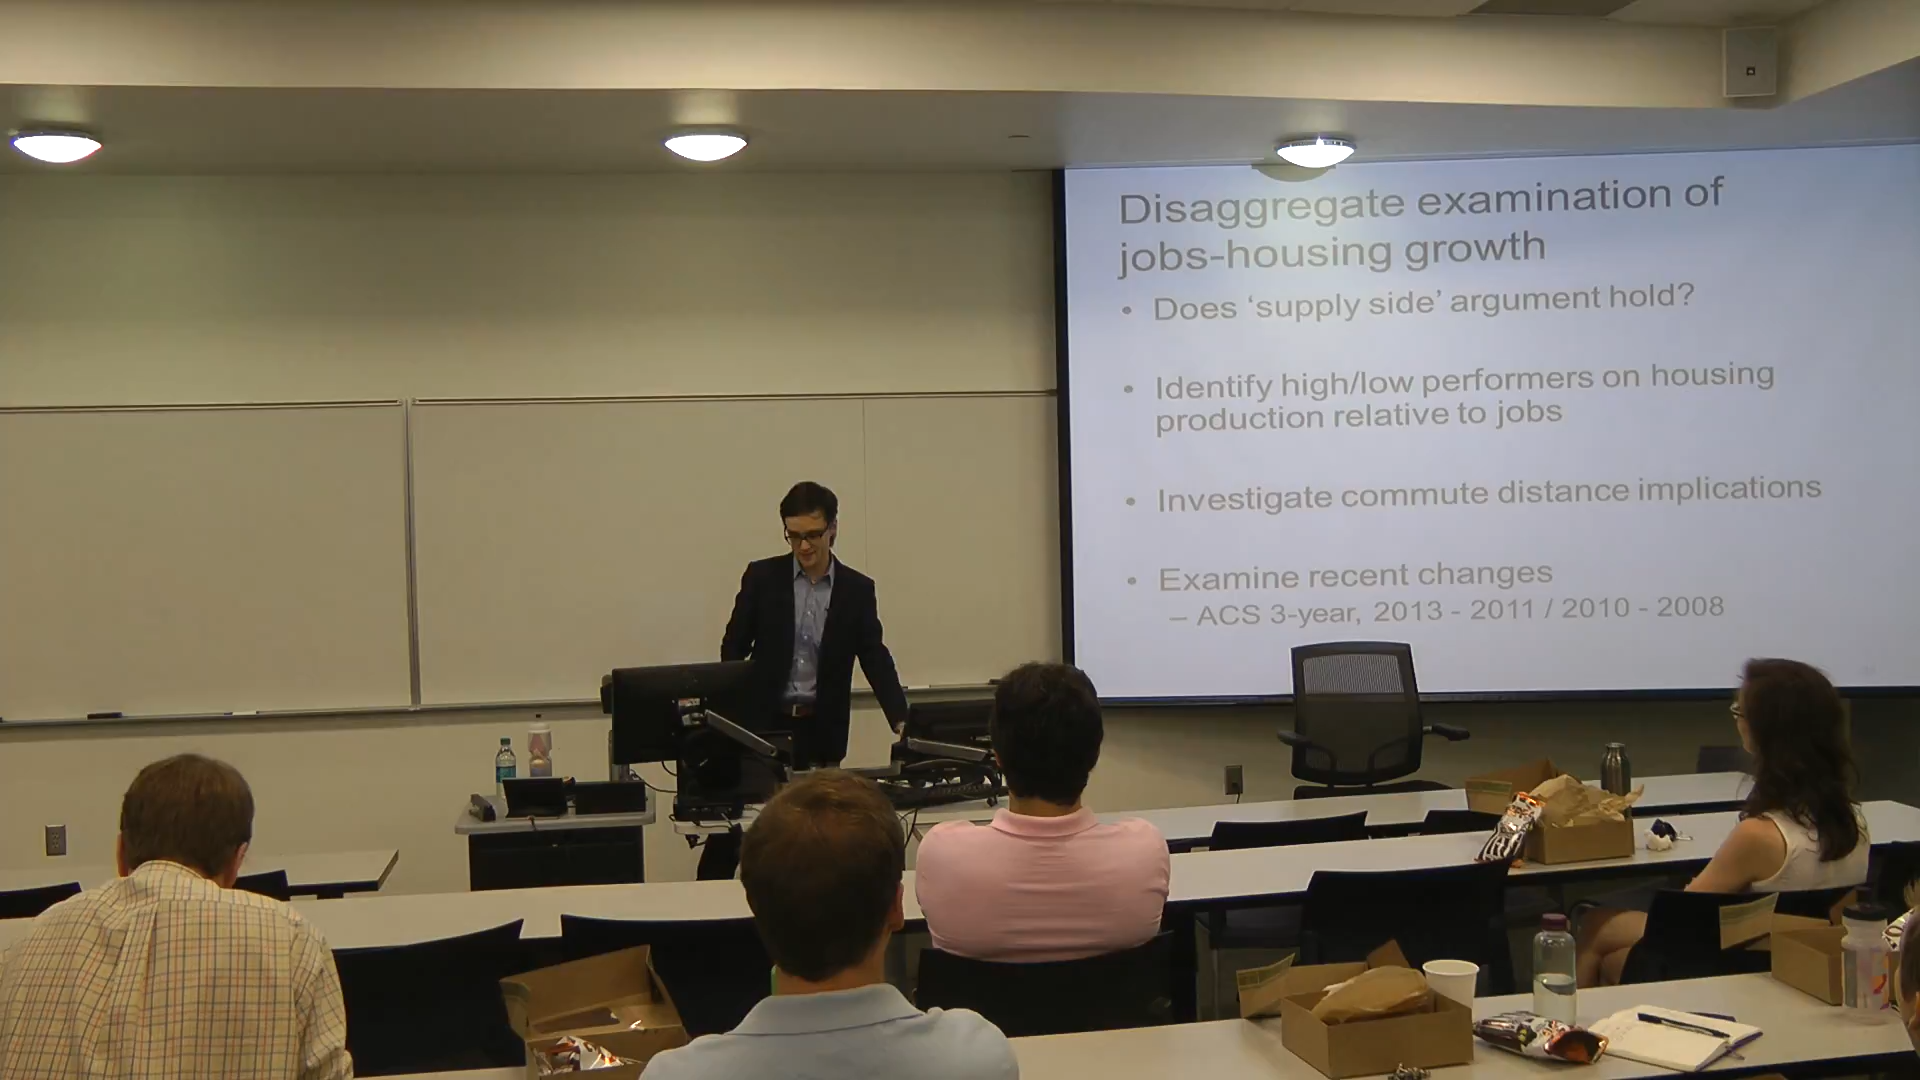 Disaggregate examination of
jobs-housing growth
• Does ‘supply side’ argument hold?
• Identify high/low performers on housing
production relative to jobs
• Investigate commute distance implications
• Examine recent changes
– ACS 3-year, 2013 - 2011 / 2010 - 2008